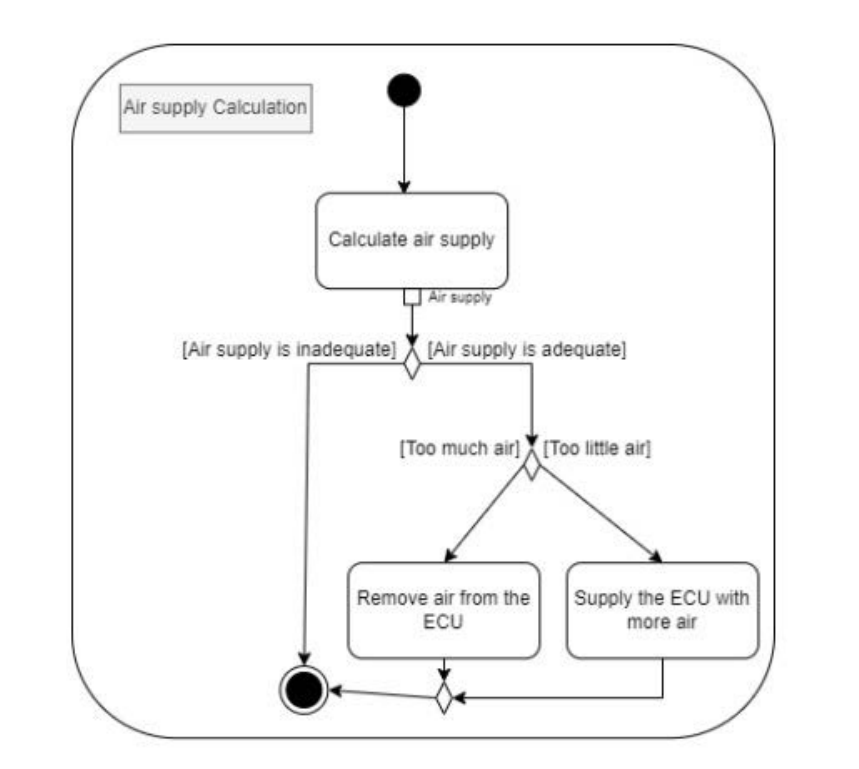 Air supply Calculation
Calculate air supply
Air supply
[Air supply is inadequate]
[Air supply is adequate]
[Too much air]
[Too little air]
Remove air from the
ECU
Supply the ECU with
more air